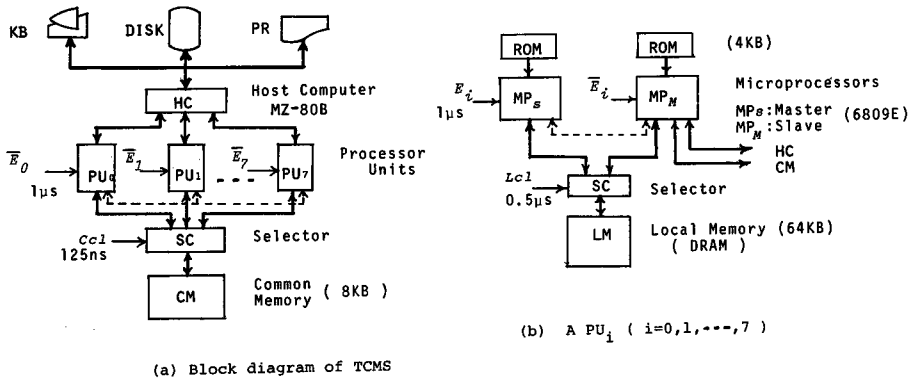 KB
DISK
PR
HC
Host Computer
MZ-80B
Ē0
1μs
PU0
Ē1
PU1
Ē7
PU7
Processor
Units
Ccl
125ns
SC
Selector
CM
Common
Memory ( 8KB )
(a) Block diagram of TCMS
ROM
ROM
(4KB)
Ei
1μs
MPs
Ēi
MPM
Microprocessors
MPs:Master
MPM:Slave
(6809E)
HC
CM
Lcl
0.5μs
SC
Selector
LM
Local Memory (64KB)
( DRAM )
(b) A PUi ( i=0,1,---,7 )